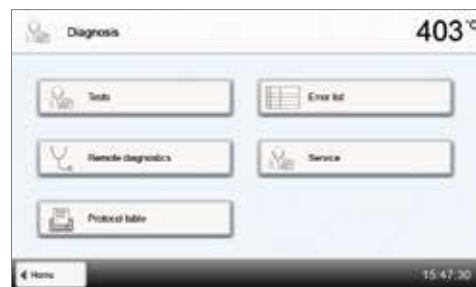 Diagnosis
403 °C
Tests
Error list
Remote diagnostics
Service
Protocol table
Home
15:47:30